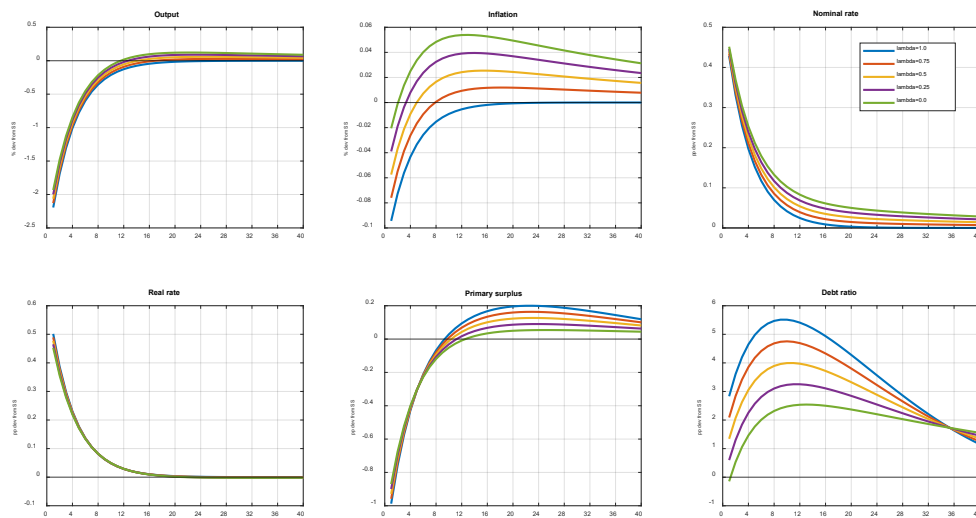 Output
0.5
0
-0.5
-1
-1.5
-2
-2.5
% dev from SS
4 8 12 16 20 24 28 32 36 40
Inflation
0.06
0.04
0.02
0
-0.02
-0.04
-0.06
-0.08
-0.1
% dev from SS
4 8 12 16 20 24 28 32 36 40
Nominal rate
0.5
0.4
0.3
0.2
0.1
0
pp dev from SS
lambda=1.0
lambda=0.75
lambda=0.5
lambda=0.25
lambda=0.0
4 8 12 16 20 24 28 32 36 40
Real rate
0.6
0.5
0.4
0.3
0.2
0.1
0
-0.1
pp dev from SS
4 8 12 16 20 24 28 32 36 40
Primary surplus
0.2
0
-0.2
-0.4
-0.6
-0.8
-1
pp dev from SS
4 8 12 16 20 24 28 32 36 40
Debt ratio
6
5
4
3
2
1
0
-1
pp dev from SS
4 8 12 16 20 24 28 32 36 40